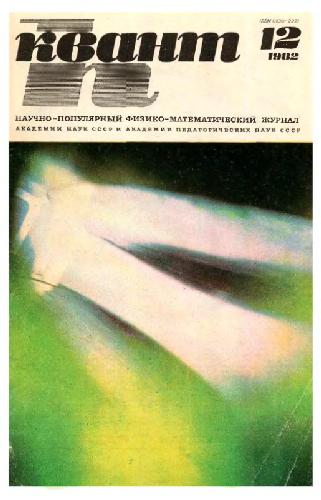 квант
12
1982
НАУЧНО-ПОПУЛЯРНЫЙ ФИЗИКО-МАТЕМАТИЧЕСКИЙ ЖУРНАЛ
АКАДЕМИИ НАУК СССР И АКАДЕМИИ ПЕДАГОГИЧЕСКИХ НАУК СССР